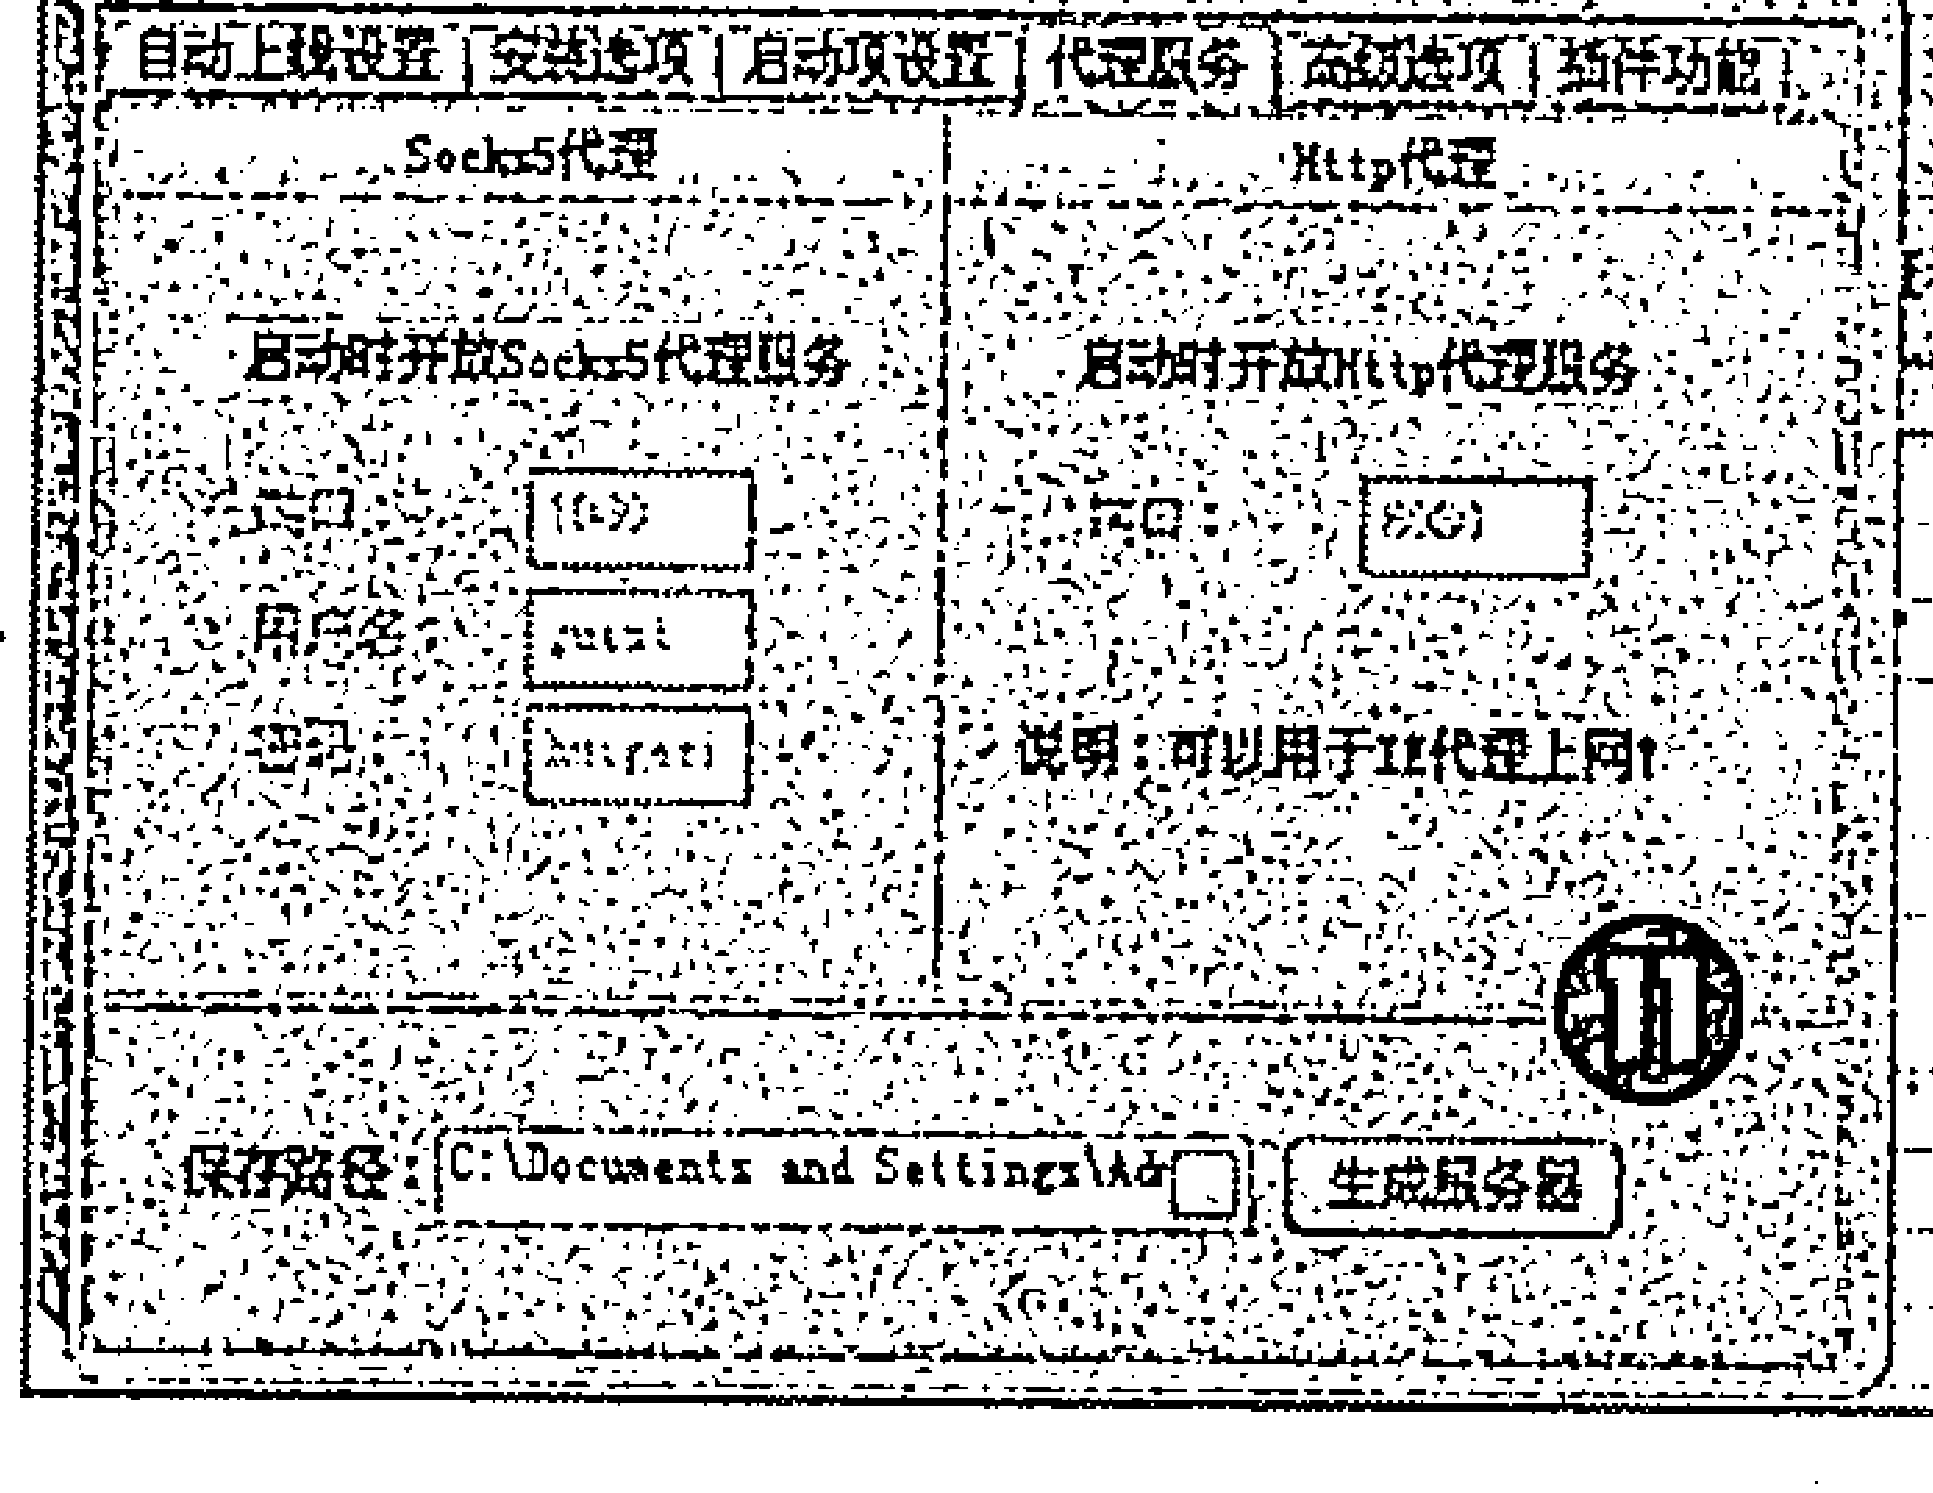 自动上线设置 安装选项 启动项设置 代理服务 高级选项 插件功能
Socks5代理 Http代理
启动时开放Socks5代理服务 启动时开放Http代理服务
端口： 端口：
用户名：
密码：
说明：可以用于IE代理上网！
保存路径： C:\Documents and Settings\Ad
生成服务器